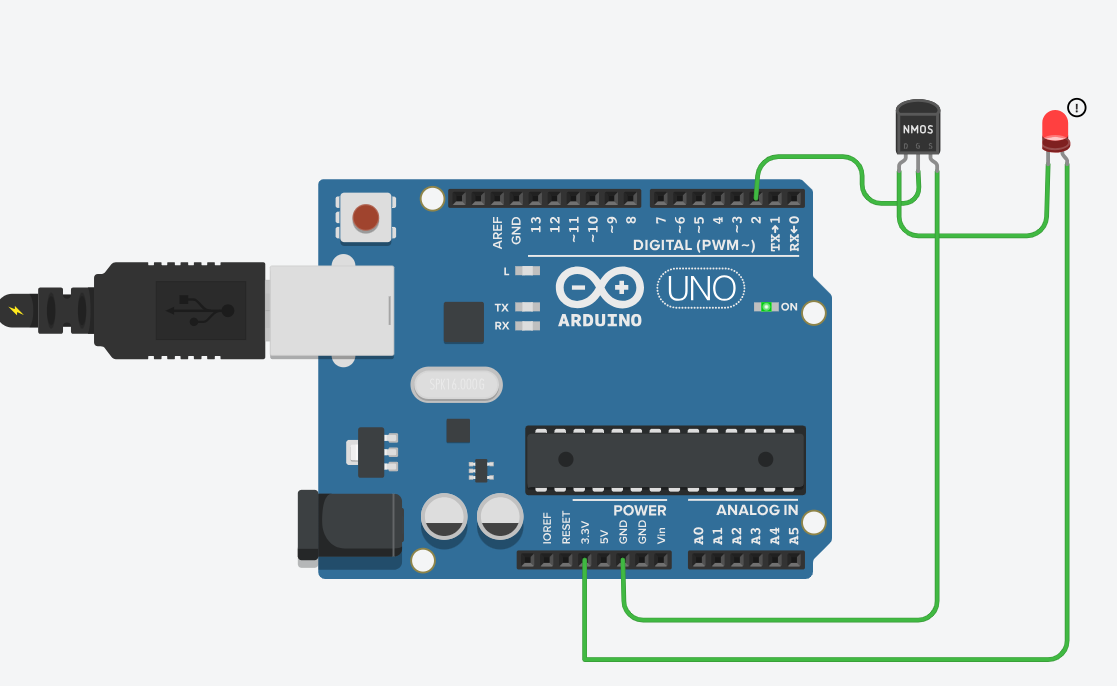 !
NMOS
D G S
AREF
GND
13
12
~11
~10
~9
8
7
~6
~5
4
~3
2
TX→1
RX←0
DIGITAL (PWM~)
L
TX
RX
UNO
ON
ARDUINO
SPK16.000G
POWER
ANALOG IN
IOREF
RESET
3.3V
5V
GND
GND
Vin
A0
A1
A2
A3
A4
A5